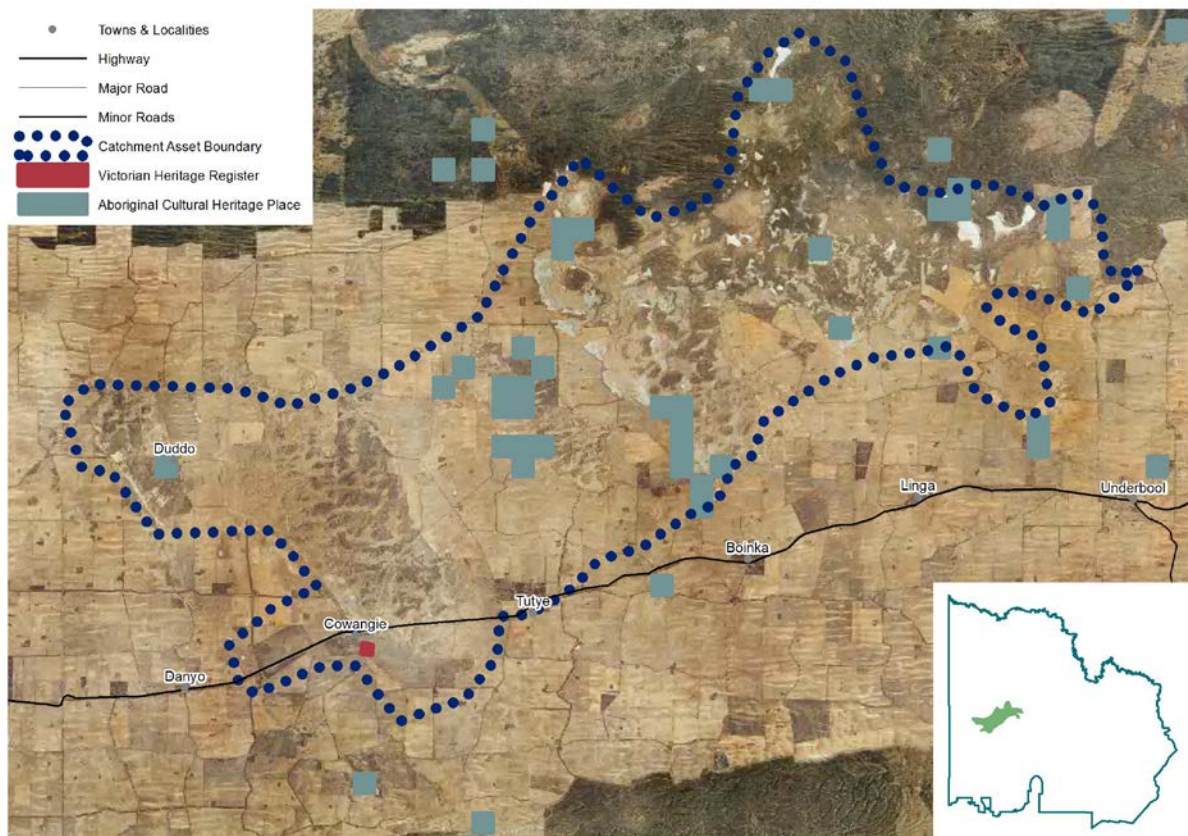 Towns & Localities
Highway
Major Road
Minor Roads
Catchment Asset Boundary
Victorian Heritage Register
Aboriginal Cultural Heritage Place
Duddo
Linga
Underbool
Boinka
Tutye
Cowangie
Danyo